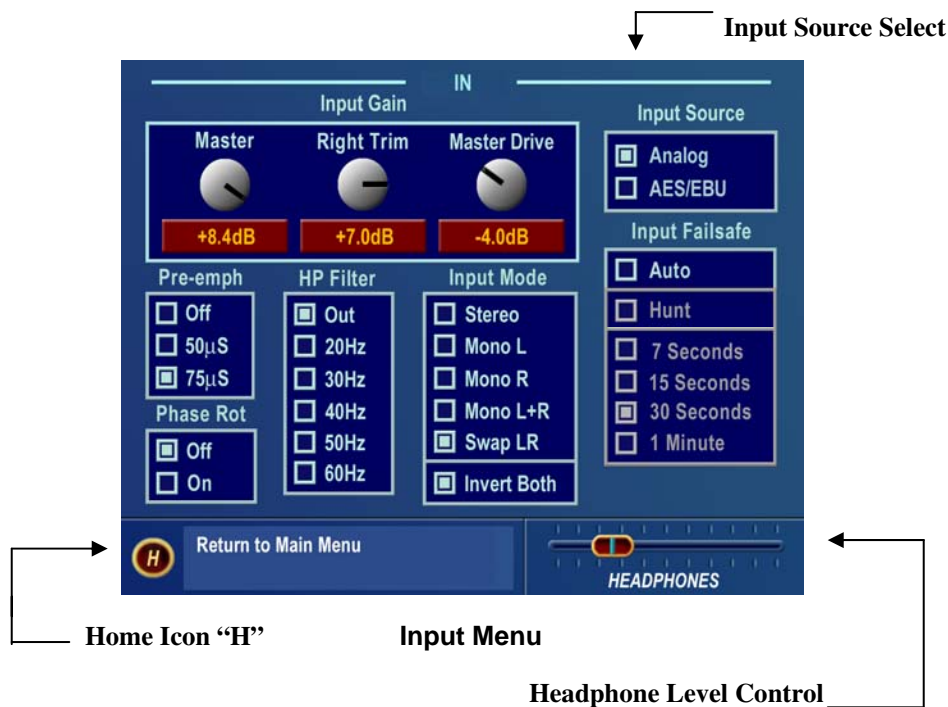 Input Source Select
IN
Input Gain
Master
Right Trim
Master Drive
+8.4dB
+7.0dB
-4.0dB
Input Source
Analog
AES/EBU
Input Failsafe
Auto
Hunt
7 Seconds
15 Seconds
30 Seconds
1 Minute
Pre-emph
Off
50µS
75µS
Phase Rot
Off
On
HP Filter
Out
20Hz
30Hz
40Hz
50Hz
60Hz
Input Mode
Stereo
Mono L
Mono R
Mono L+R
Swap LR
Invert Both
H
Return to Main Menu
HEADPHONES
Home Icon “H”
Input Menu
Headphone Level Control